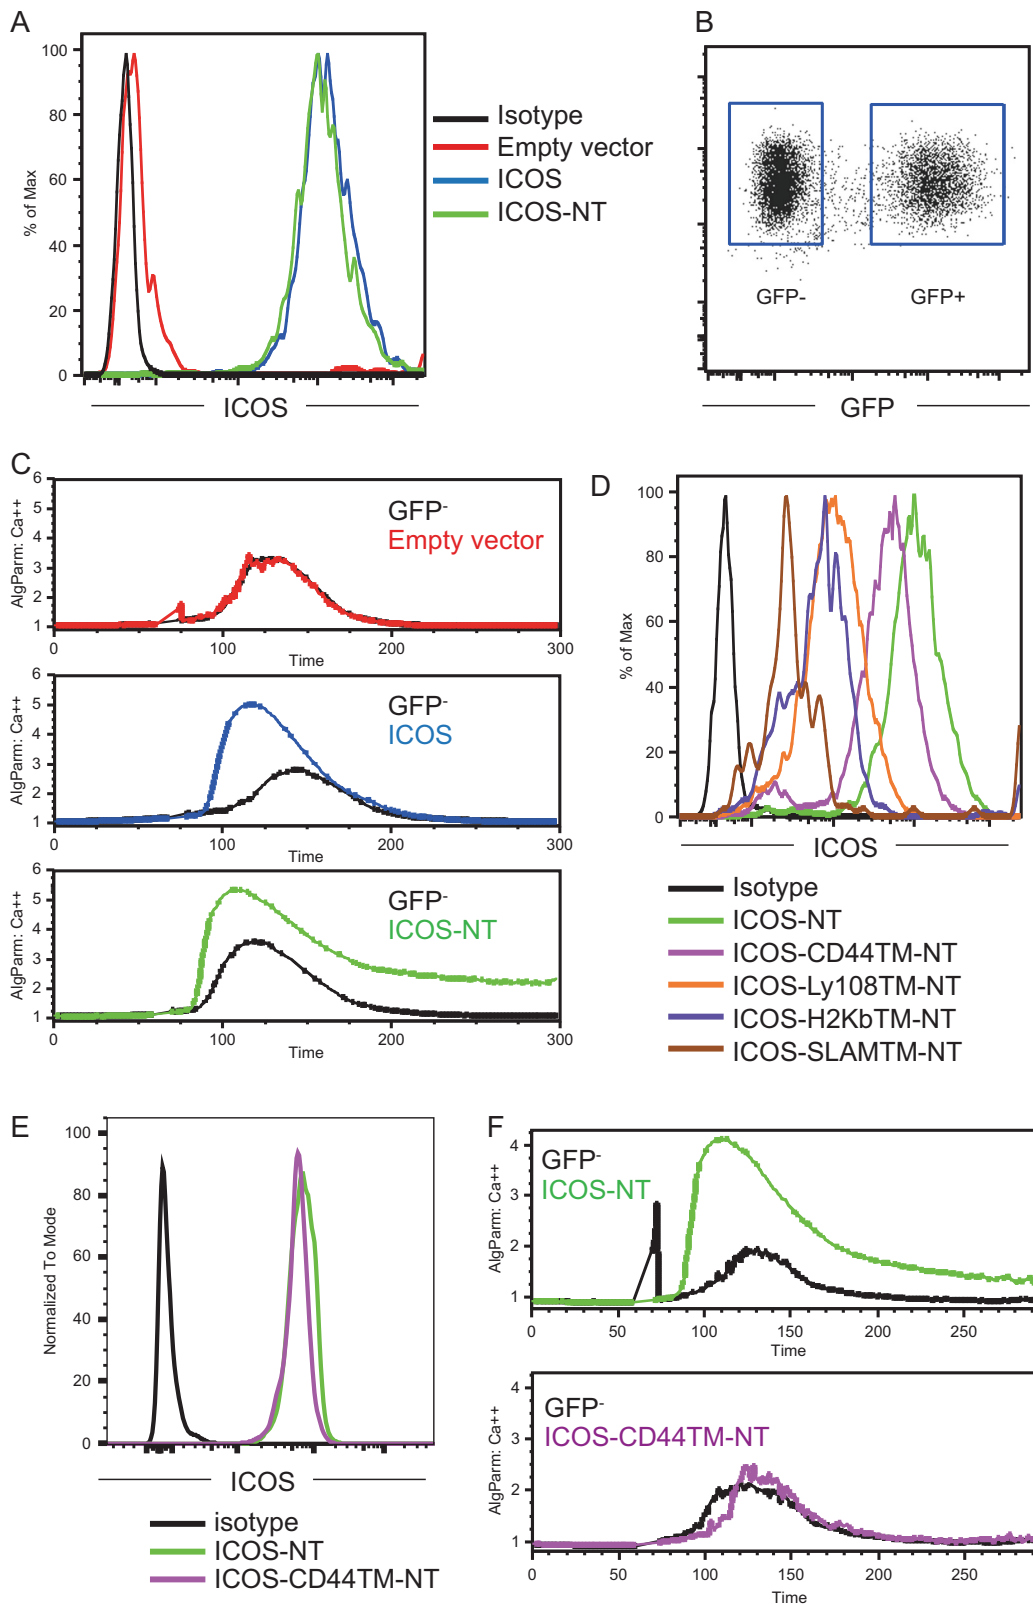 A
100
80
60
40
20
0
% of Max
ICOS
Isotype
Empty vector
ICOS
ICOS-NT
B
GFP-
GFP+
GFP
C
6
5
4
3
2
1
AlgParm: Ca++
GFP-
Empty vector
0
100
200
300
Time
6
5
4
3
2
1
AlgParm: Ca++
GFP-
ICOS
0
100
200
300
Time
6
5
4
3
2
1
AlgParm: Ca++
GFP-
ICOS-NT
0
100
200
300
Time
D
100
80
60
40
20
0
% of Max
ICOS
Isotype
ICOS-NT
ICOS-CD44TM-NT
ICOS-Ly108TM-NT
ICOS-H2KbTM-NT
ICOS-SLAMTM-NT
E
100
80
60
40
20
0
Normalized To Mode
ICOS
isotype
ICOS-NT
ICOS-CD44TM-NT
F
4
3
2
1
AlgParm: Ca++
GFP-
ICOS-NT
0
50
100
150
200
250
Time
4
3
2
1
AlgParm: Ca++
GFP-
ICOS-CD44TM-NT
0
50
100
150
200
250
Time